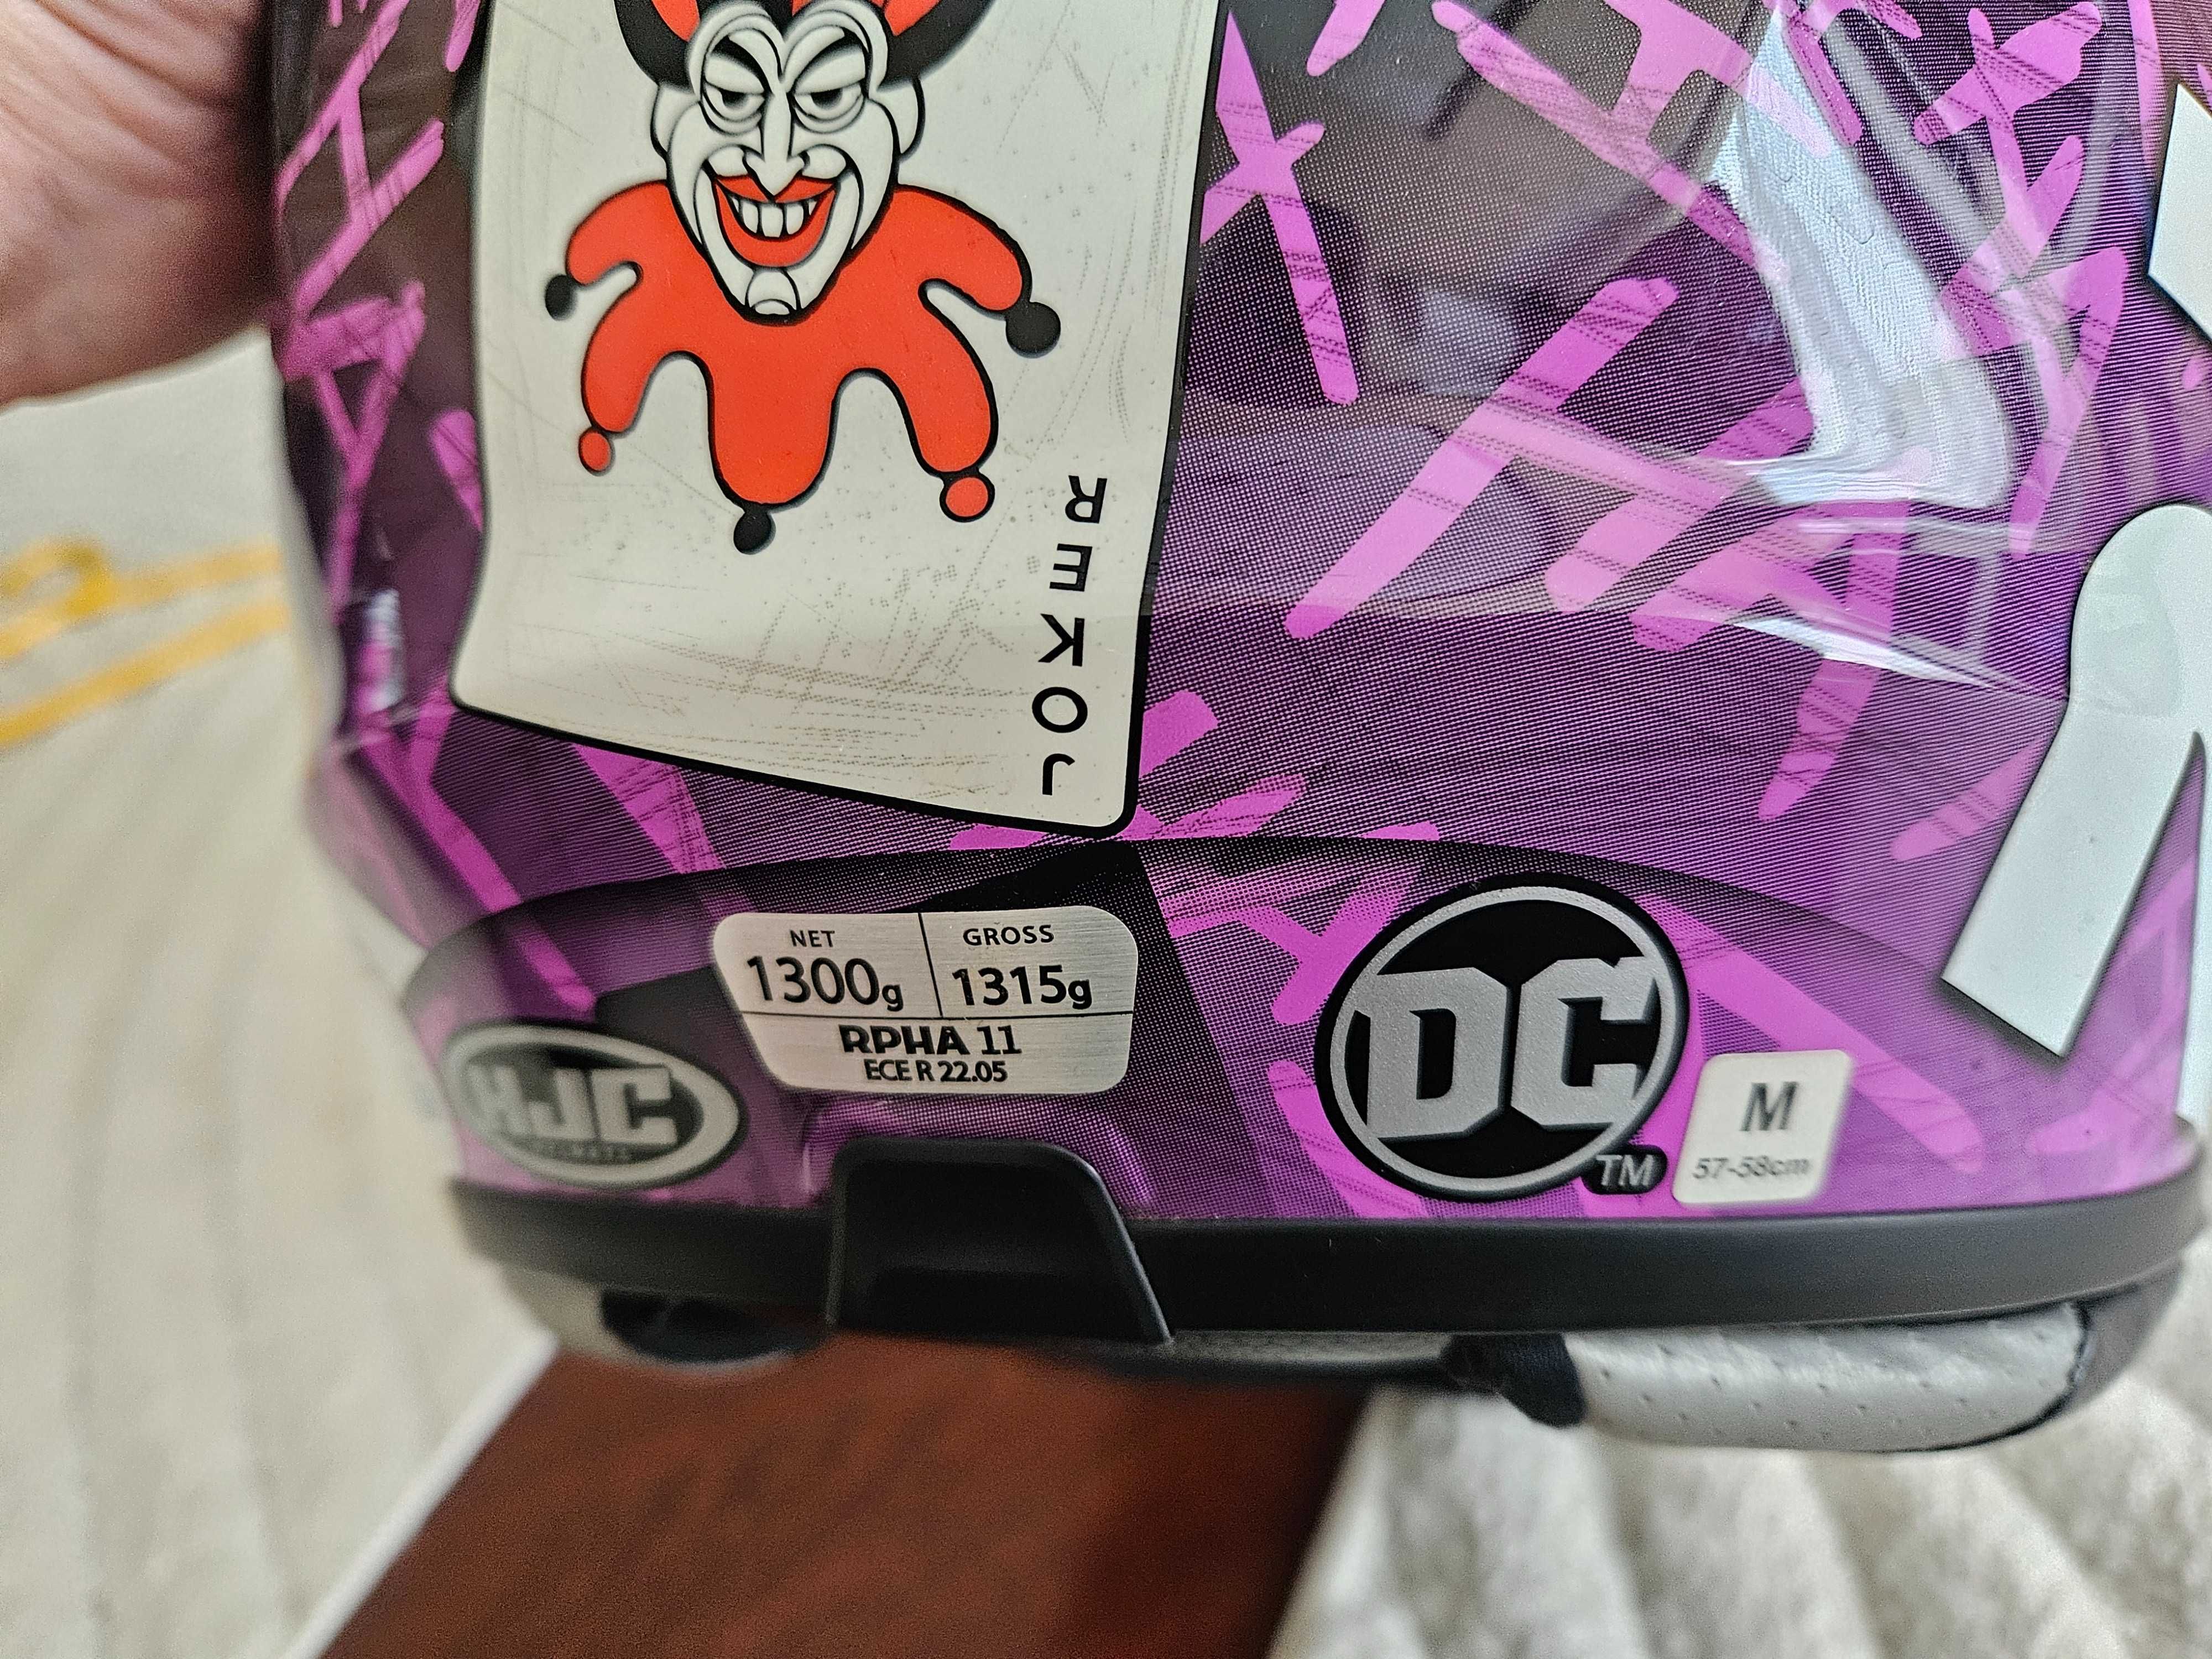 JOKER
NET
1300g
GROSS
1315g
RPHA 11
ECE R 22.05
HJC
DC
TM
M
57-58cm